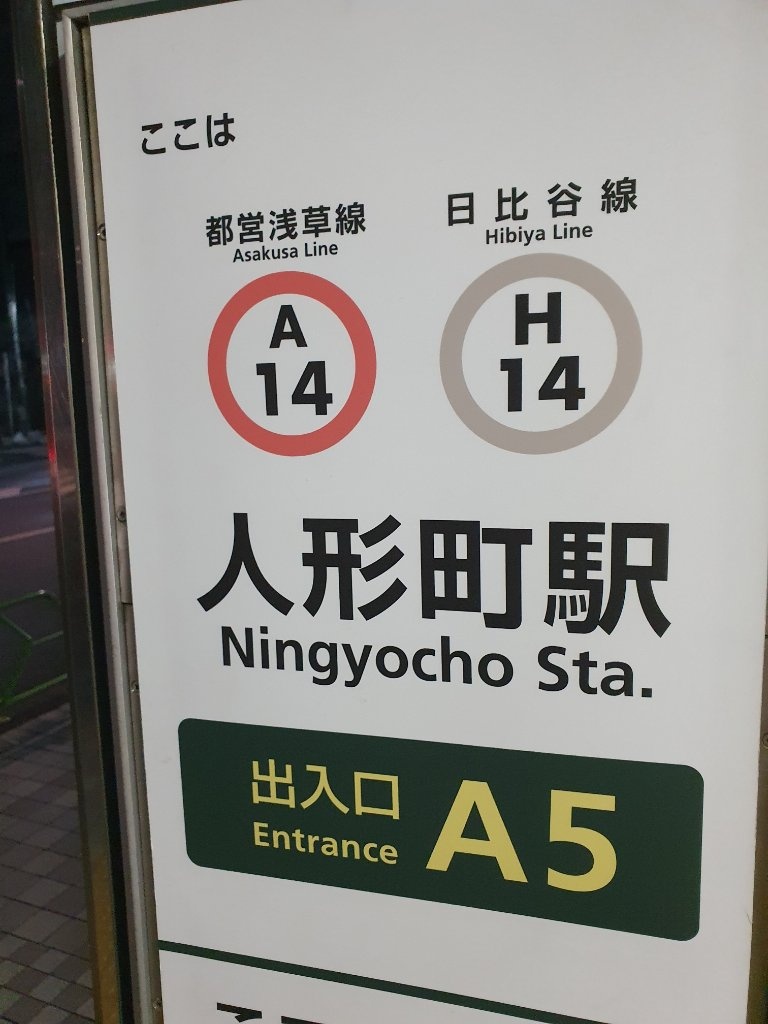 ここは
都営浅草線
Asakusa Line
日比谷線
Hibiya Line
A
14
H
14
人形町駅
Ningyocho Sta.
出入口
Entrance
A5